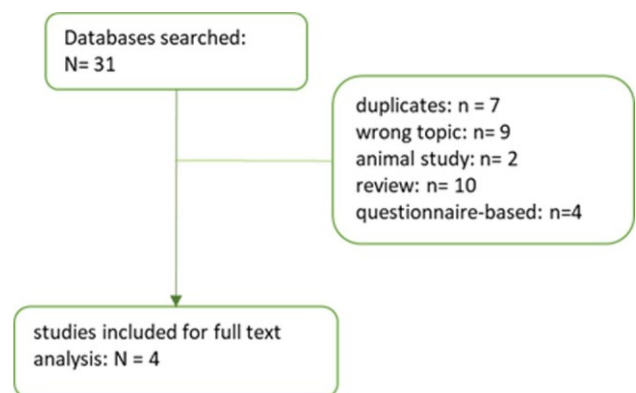 Databases searched:
N= 31
duplicates: n = 7
wrong topic: n= 9
animal study: n= 2
review: n= 10
questionnaire-based: n=4
studies included for full text
analysis: N = 4